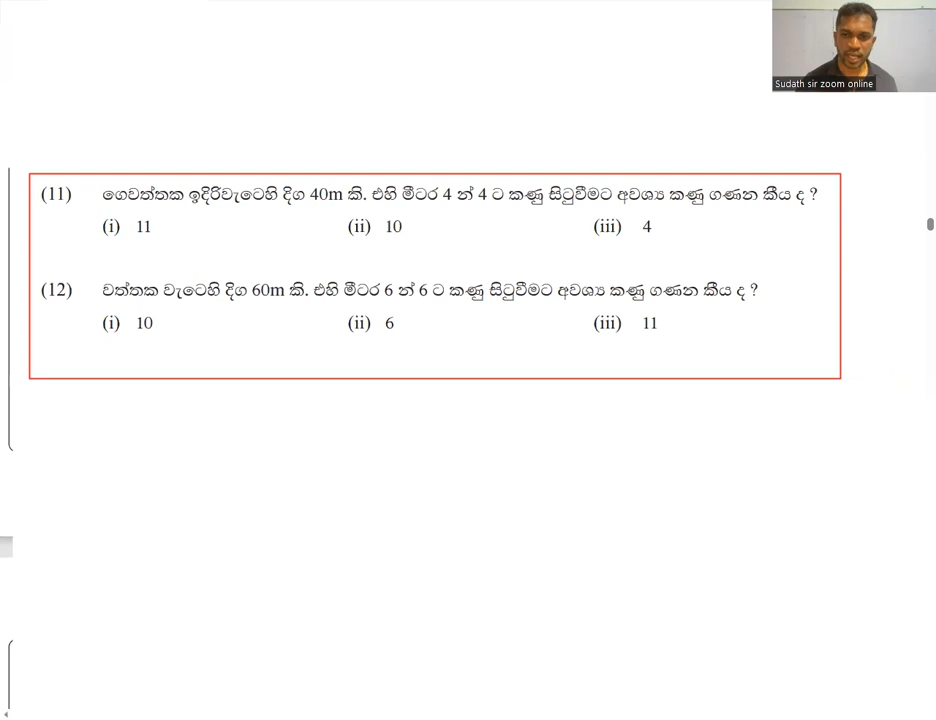 Sudath sir zoom online
(11) ගෙවත්තක ඉදිරිවැටෙහි දිග 40m කි. එහි මීටර 4 න් 4 ට කණු සිටුවීමට අවශ්‍ය කණු ගණන කීය ද ?
(i) 11 (ii) 10 (iii) 4
(12) වත්තක වැටෙහි දිග 60m කි. එහි මීටර 6 න් 6 ට කණු සිටුවීමට අවශ්‍ය කණු ගණන කීය ද ?
(i) 10 (ii) 6 (iii) 11